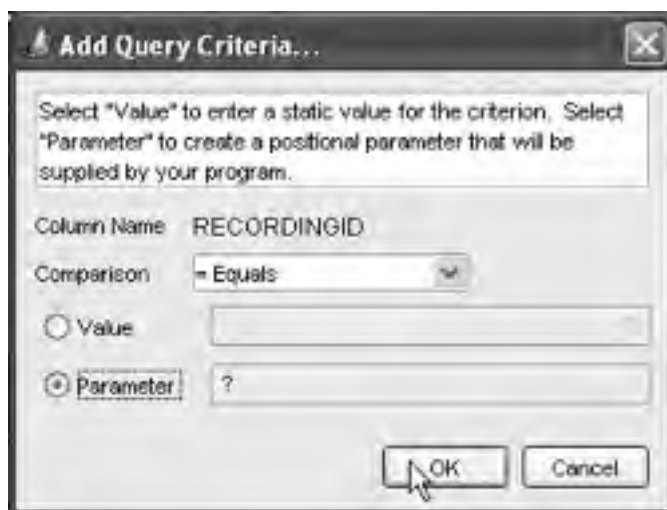 Add Query Criteria...
Select "Value" to enter a static value for the criterion. Select
"Parameter" to create a positional parameter that will be
supplied by your program.
Column Name RECORDINGID
Comparison = Equals
Value
Parameter ?
OK Cancel